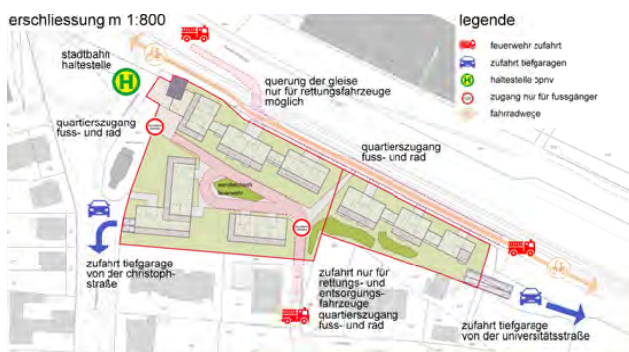 erschliessung m 1:800
stadtbahn
haltestelle
H
quartierszugang
fuss- und rad
querung der gleise
nur für rettungsfahrzeuge
möglich
quartierszugang
fuss- und rad
zufahrt tiefgarage
von der christoph-
straße
zufahrt nur für
rettungs- und
entsorgungs-
fahrzeuge
quartierszugang
fuss- und rad
zufahrt tiefgarage
von der universitätsstraße
legende
feuerwehr zufahrt
zufahrt tiefgaragen
H
haltestelle öpnv
zugang nur für fussgänger
fahrradwege